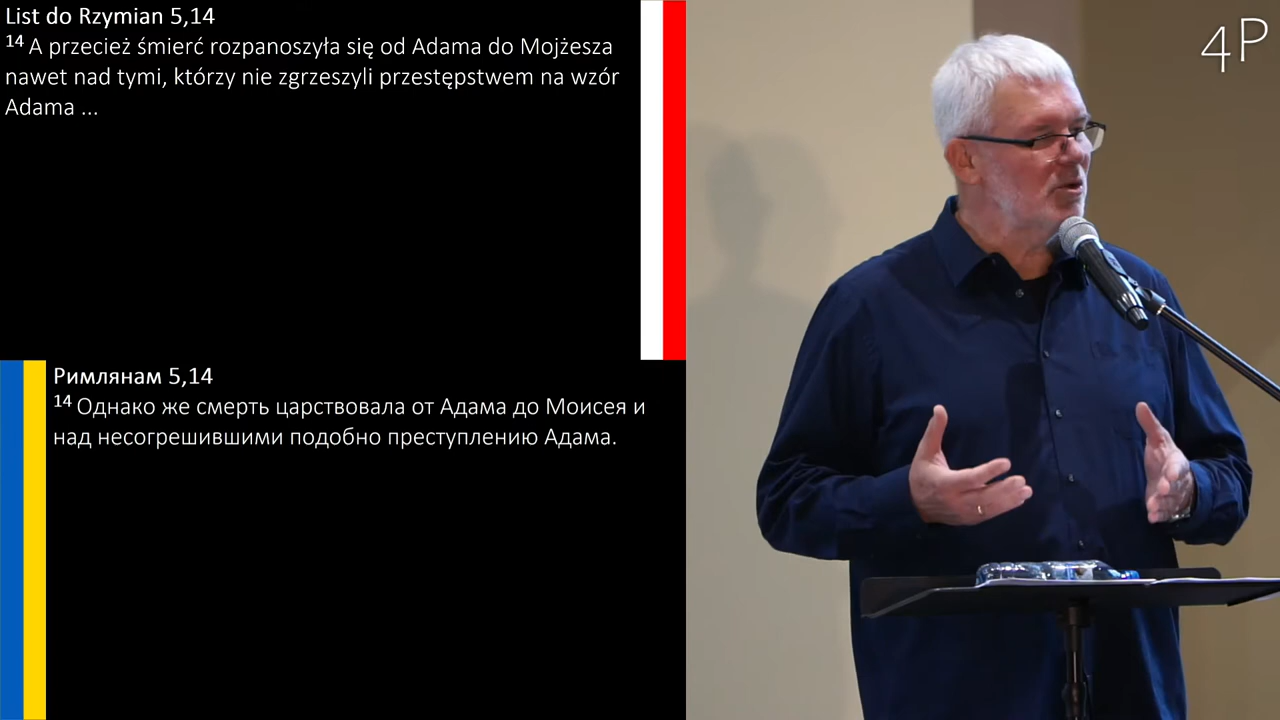 List do Rzymian 5,14
14 A przecież śmierć rozpanoszyła się od Adama do Mojżesza
nawet nad tymi, którzy nie zgrzeszyli przestępstwem na wzór
Adama ...
Римлянам 5,14
14 Однако же смерть царствовала от Адама до Моисея и
над несогрешившими подобно преступлению Адама.
4P